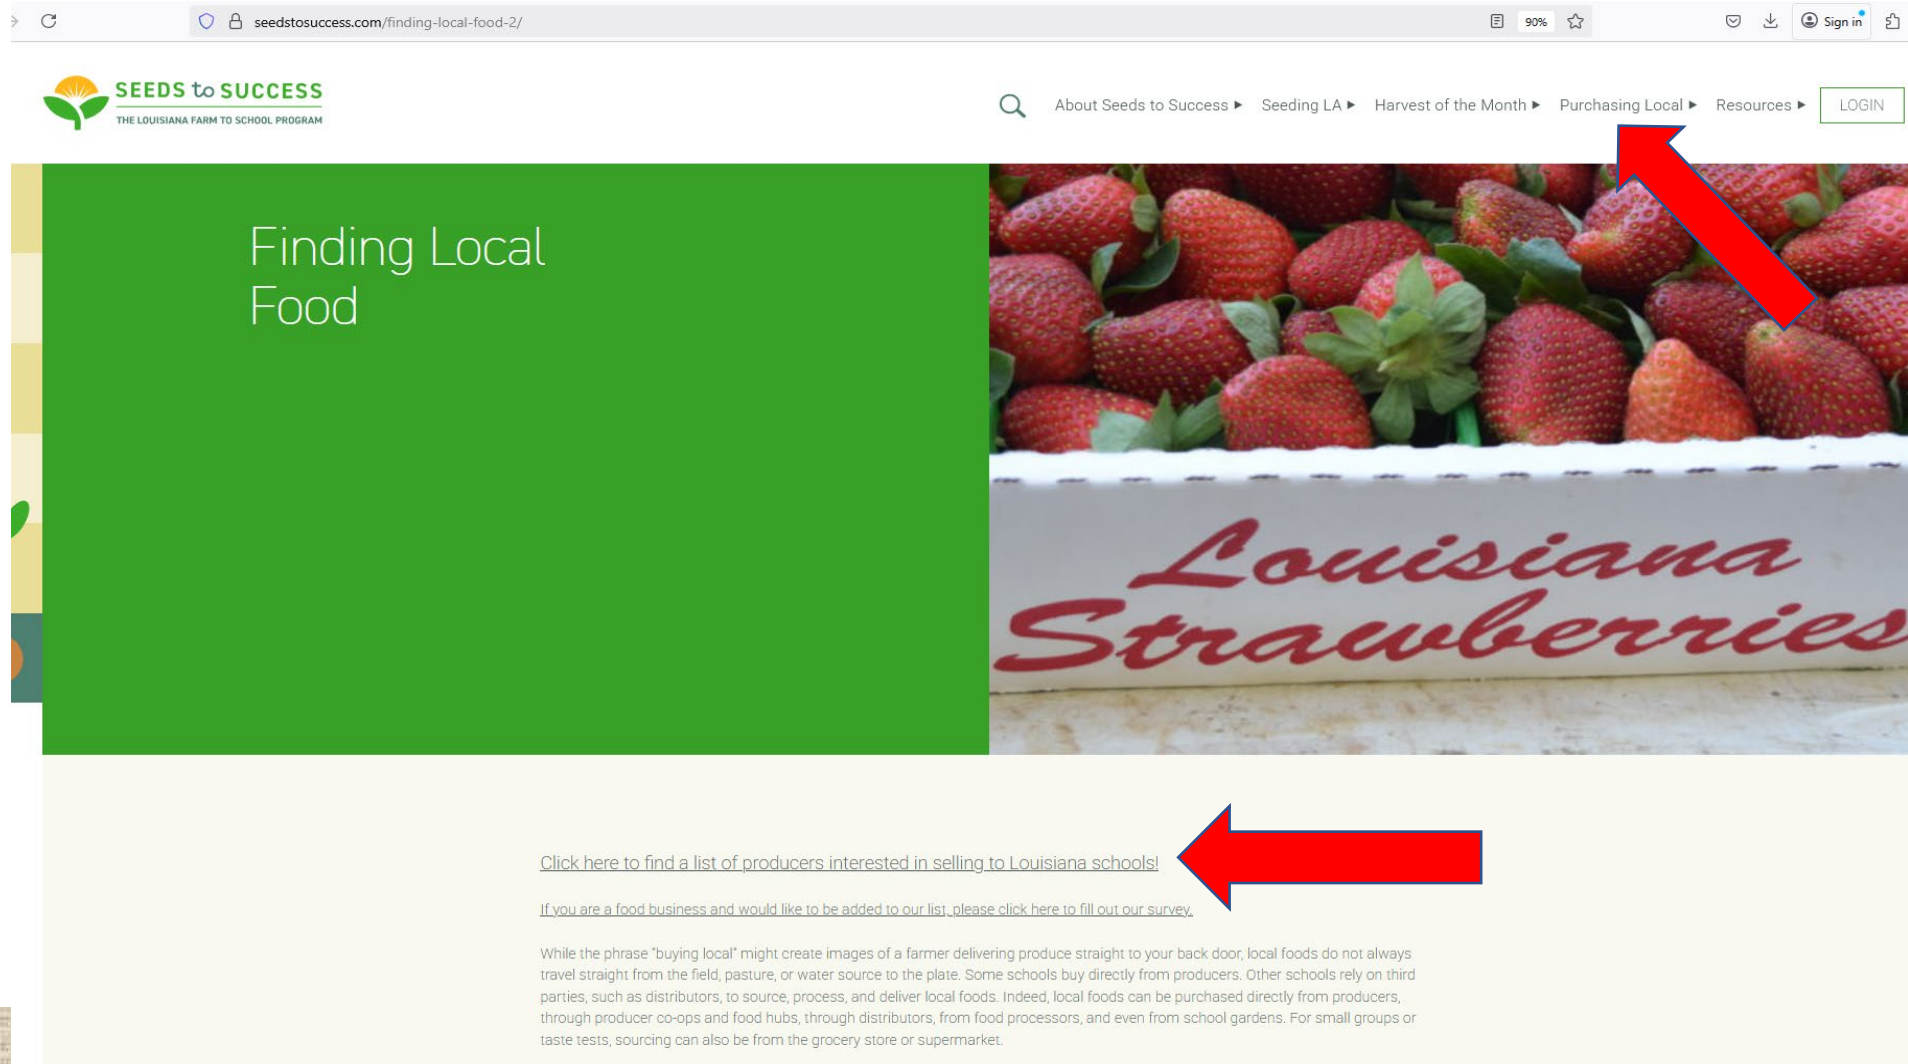 seedstosuccess.com/finding-local-food-2/
90%
Sign in
SEEDS to SUCCESS
THE LOUISIANA FARM TO SCHOOL PROGRAM
About Seeds to Success ▸ Seeding LA ▸ Harvest of the Month ▸ Purchasing Local ▸ Resources ▸ LOGIN
Finding Local
Food
Louisiana
Strawberries
Click here to find a list of producers interested in selling to Louisiana schools!
If you are a food business and would like to be added to our list, please click here to fill out our survey.
While the phrase "buying local" might create images of a farmer delivering produce straight to your back door, local foods do not always
travel straight from the field, pasture, or water source to the plate. Some schools buy directly from producers. Other schools rely on third
parties, such as distributors, to source, process, and deliver local foods. Indeed, local foods can be purchased directly from producers,
through producer co-ops and food hubs, through distributors, from food processors, and even from school gardens. For small groups or
taste tests, sourcing can also be from the grocery store or supermarket.